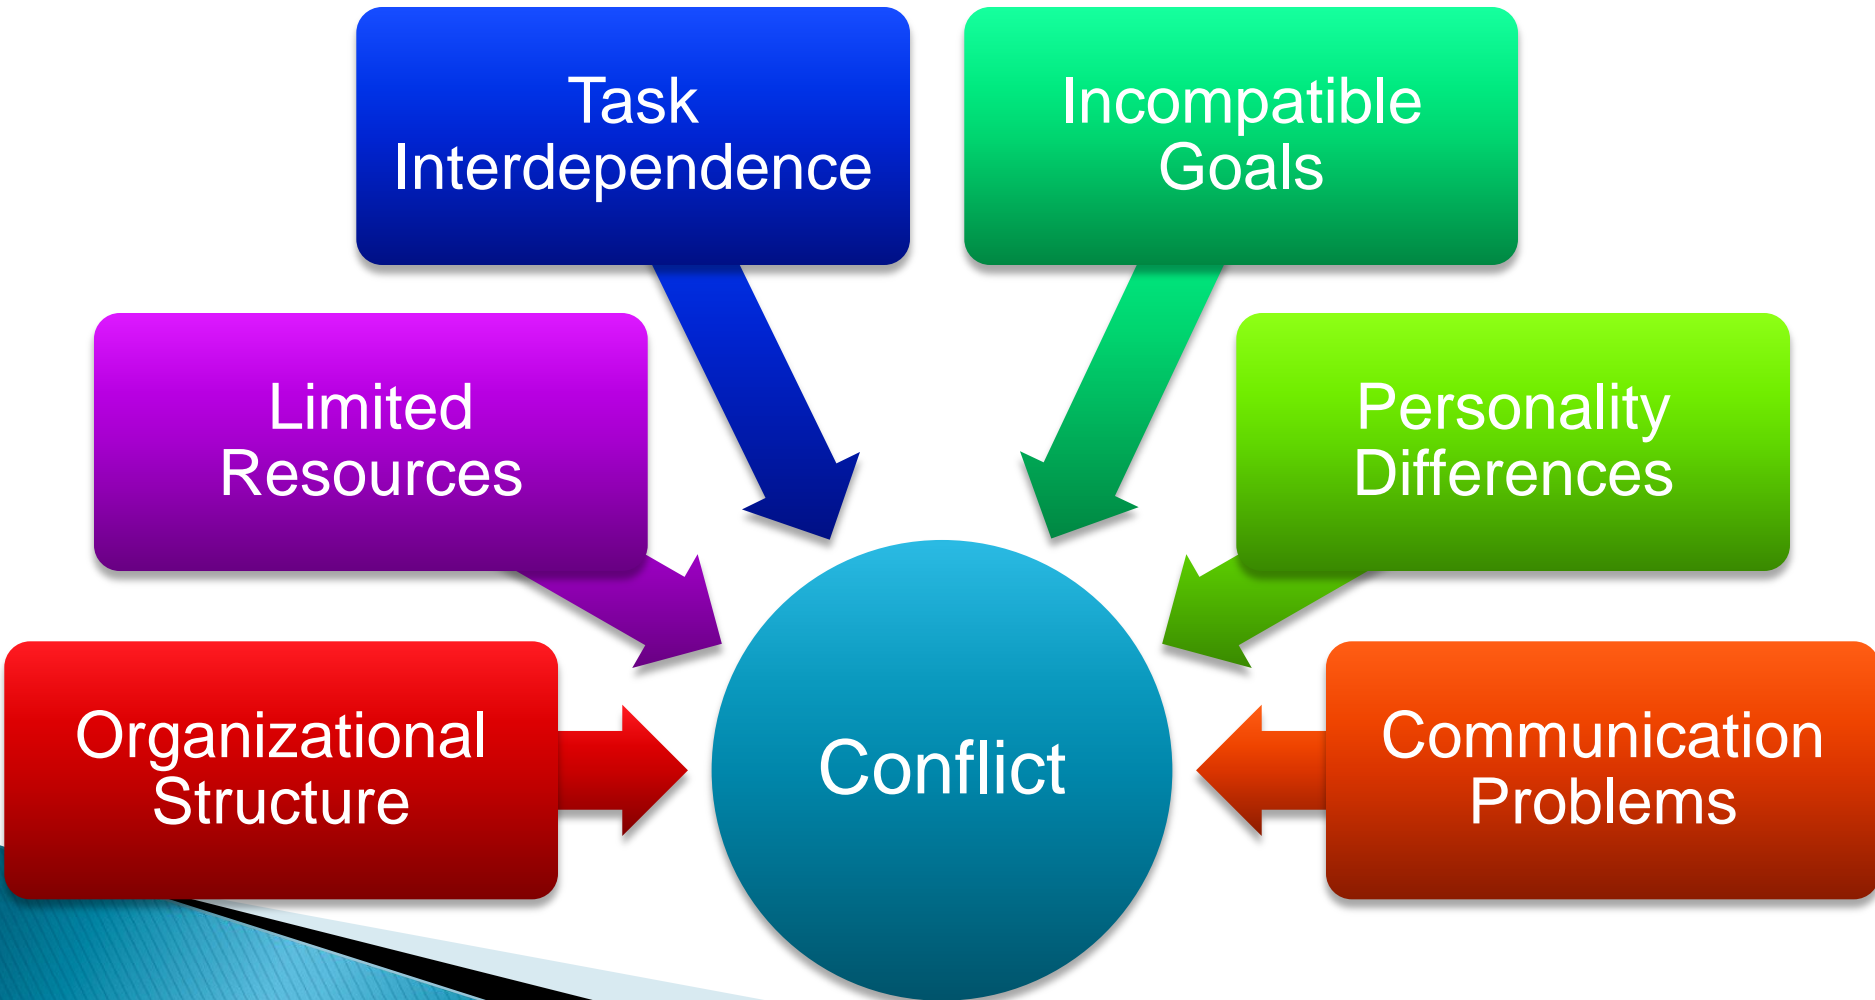 Task
Interdependence
Incompatible
Goals
Limited
Resources
Personality
Differences
Organizational
Structure
Conflict
Communication
Problems